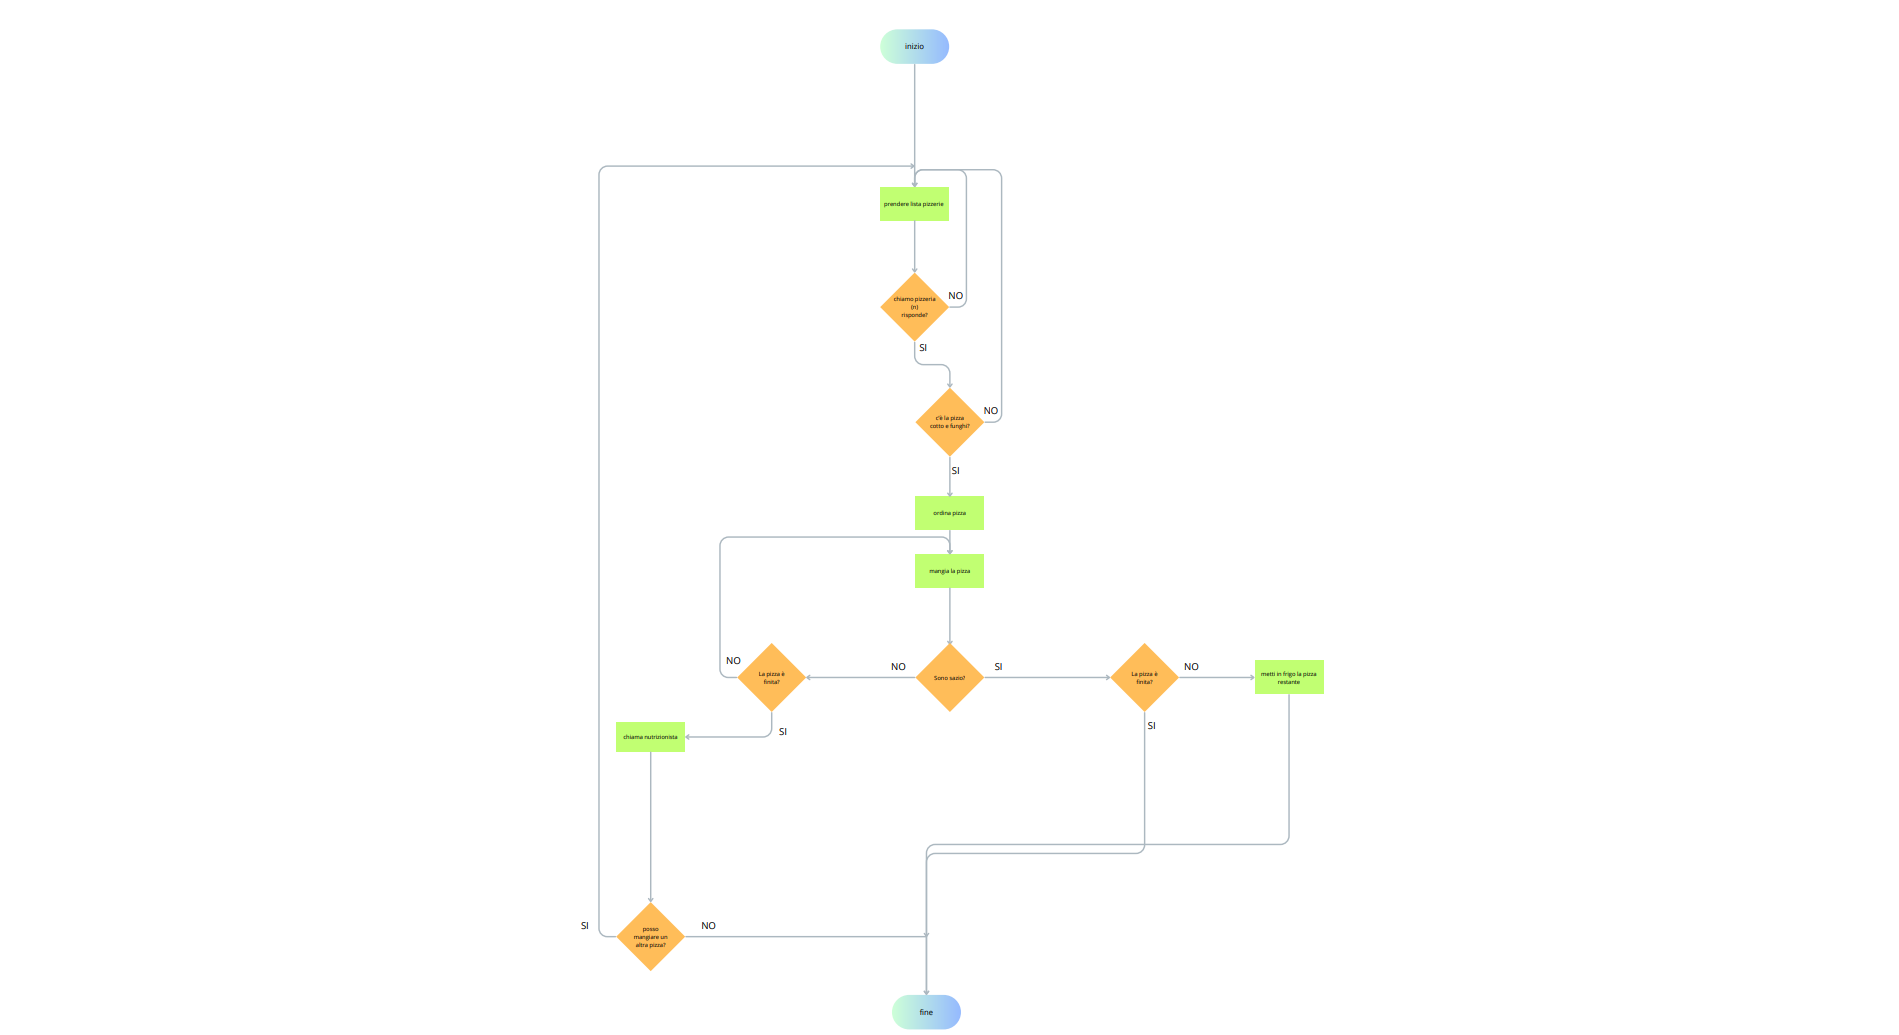 inizio
prendere lista pizzerie
chiamo pizzeria
(n)
risponde?
NO
SI
c'è la pizza
cotto e funghi?
NO
SI
ordina pizza
mangia la pizza
NO
La pizza è
finita?
NO
Sono sazio?
SI
La pizza è
finita?
NO
metti in frigo la pizza
restante
chiama nutrizionista
SI
SI
SI
posso
mangiare un
altra pizza?
NO
fine